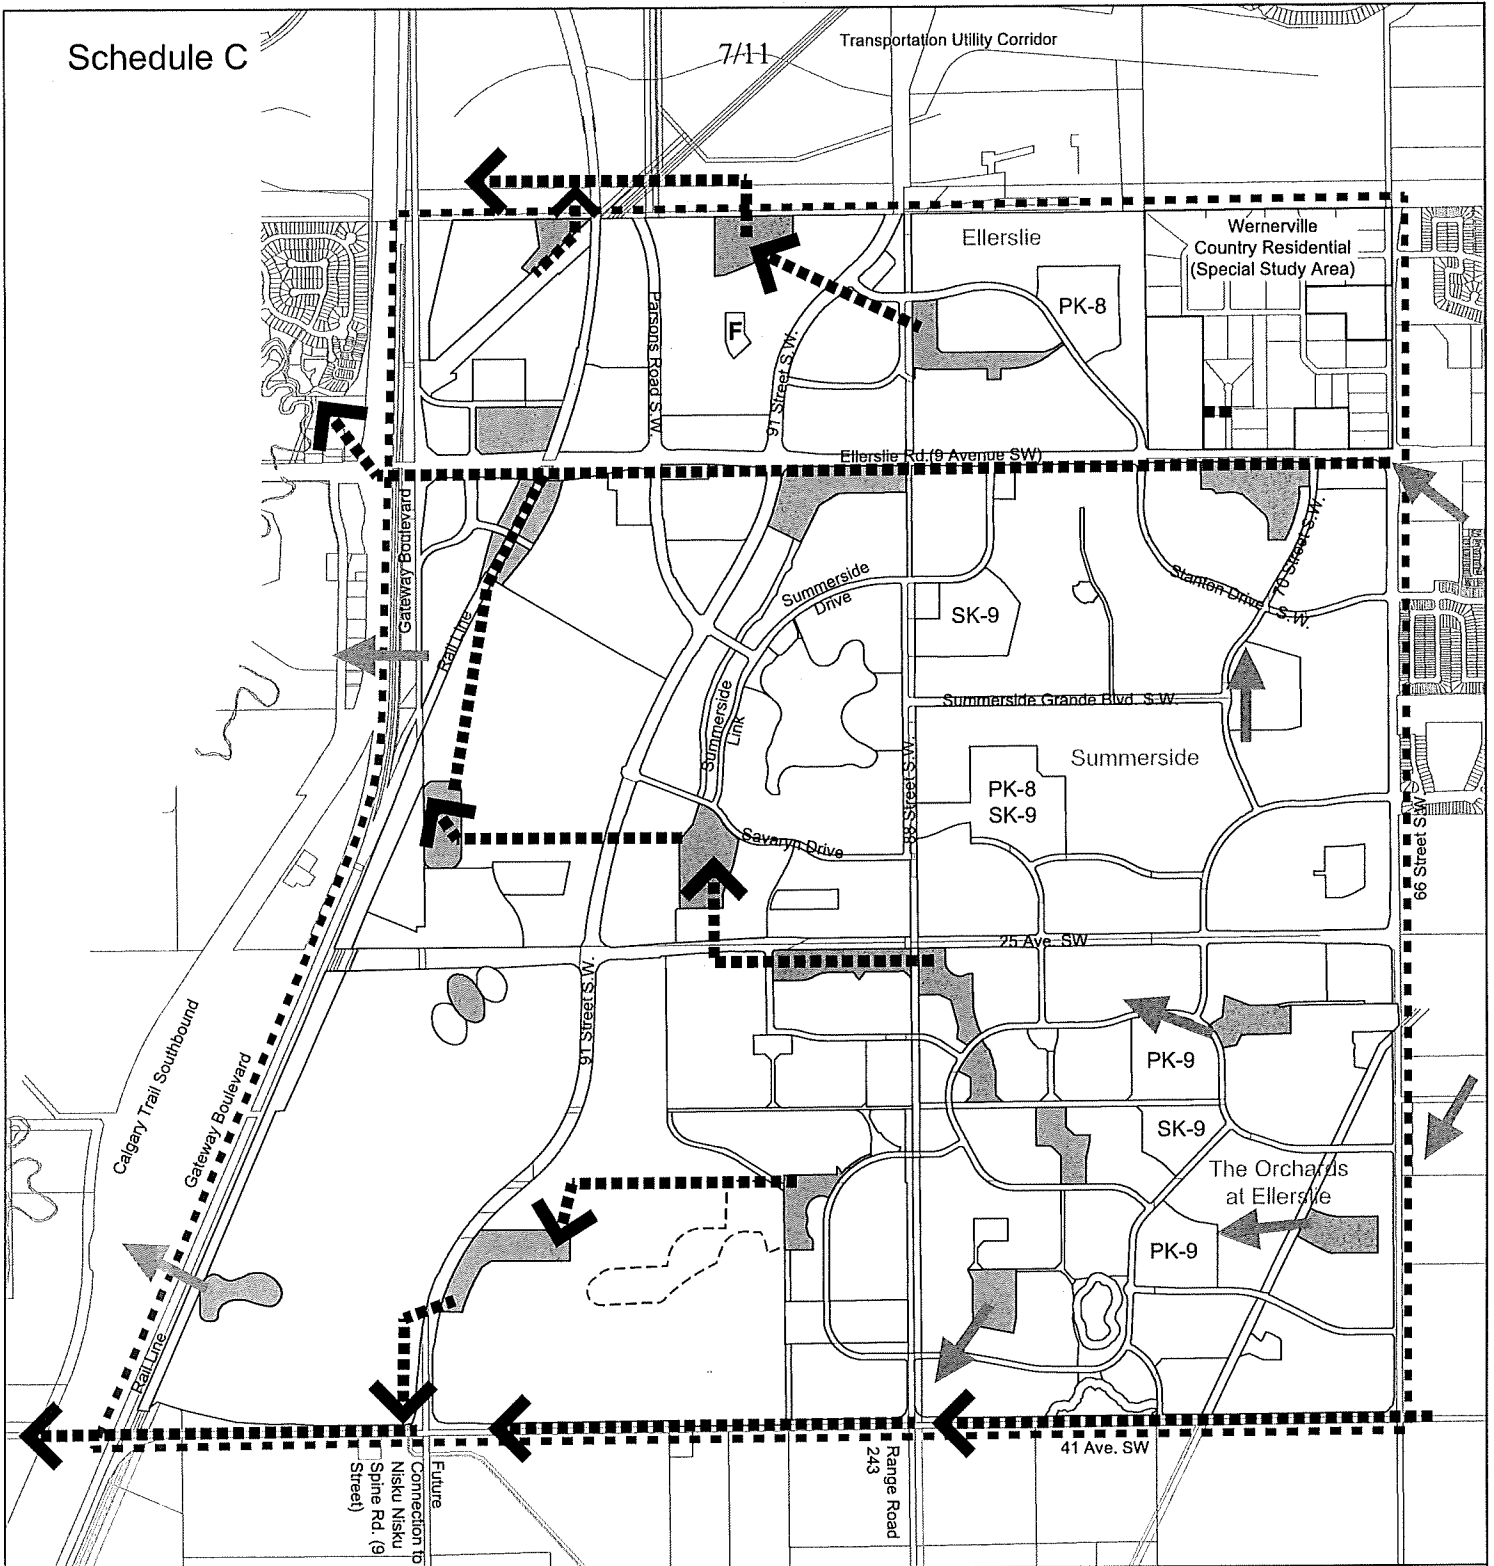 Schedule C
7/11
Transportation Utility Corridor
Ellerslie
Wernerville
Country Residential
(Special Study Area)
PK-8
F
Parsons Road S.W.
91 Street S.W.
Ellerslie Rd.(9 Avenue SW)
Gateway Boulevard
Rail Line
Summerside
Drive
SK-9
Stanton Drive S.W.
70 Street S.W.
Summerside
Link
Summerside Grande Blvd. S.W.
Summerside
PK-8
SK-9
88 Street S.W.
66 Street S.W.
Savaryn Drive
25 Ave. SW
91 Street S.W.
Calgary Trail Southbound
Gateway Boulevard
PK-9
SK-9
The Orchards
at Ellerslie
PK-9
Rail Line
41 Ave. SW
Range Road
243
Future
Connection to
Nisku Nisku
Spine Rd. (9
Street)